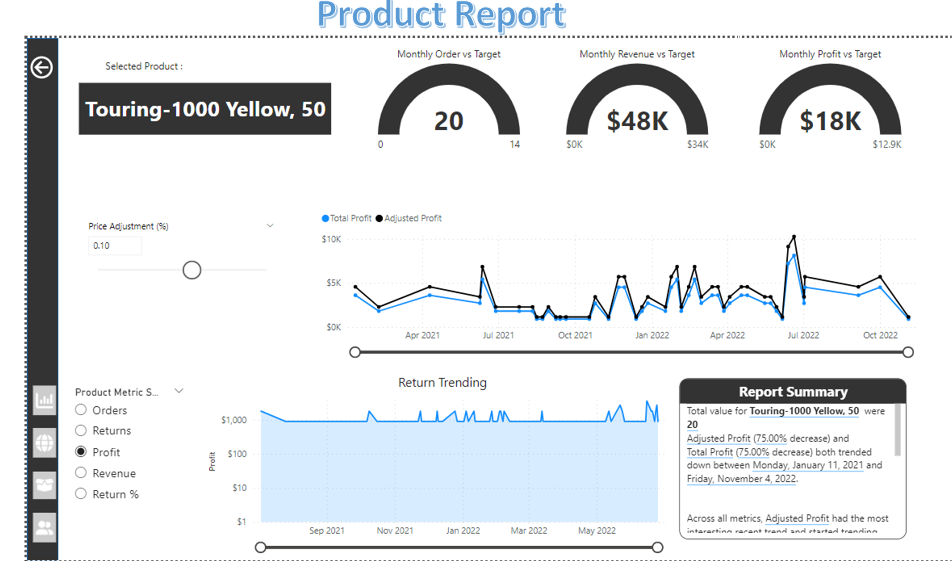 Product Report
Selected Product :
Touring-1000 Yellow, 50
Monthly Order vs Target
20
0
14
Monthly Revenue vs Target
$48K
$0K
$34K
Monthly Profit vs Target
$18K
$0K
$12.9K
Price Adjustment (%)
0.10
Total Profit
Adjusted Profit
$10K
$5K
$0K
Apr 2021
Jul 2021
Oct 2021
Jan 2022
Apr 2022
Jul 2022
Oct 2022
Product Metric S...
Orders
Returns
Profit
Revenue
Return %
Return Trending
Profit
$1,000
$100
$10
$1
Sep 2021
Nov 2021
Jan 2022
Mar 2022
May 2022
Report Summary
Total value for Touring-1000 Yellow, 50 were
20
Adjusted Profit (75.00% decrease) and
Total Profit (75.00% decrease) both trended
down between Monday, January 11, 2021 and
Friday, November 4, 2022.
Across all metrics, Adjusted Profit had the most
interesting recent trend and started trending